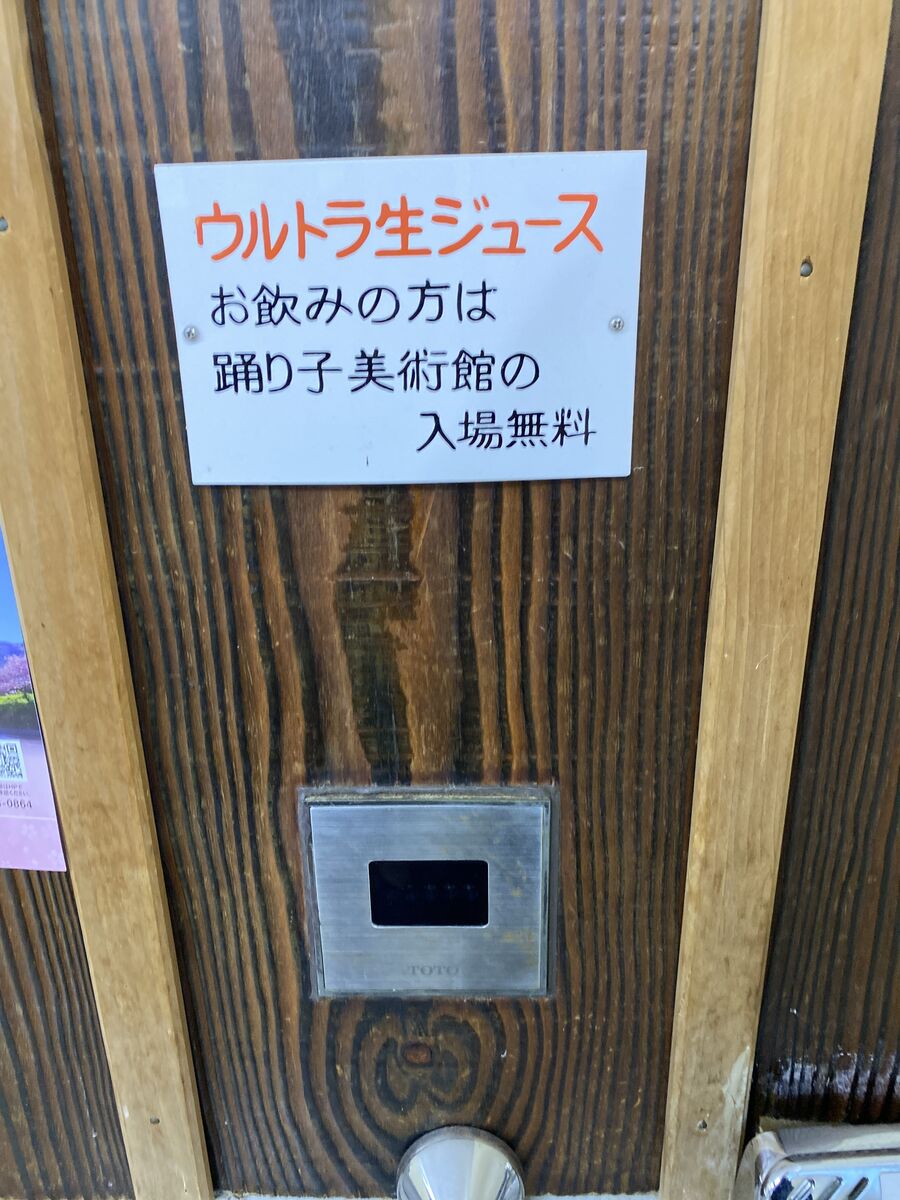 ウルトラ生ジュース
お飲みの方は
踊り子美術館の
入場無料
-0864
TOTO